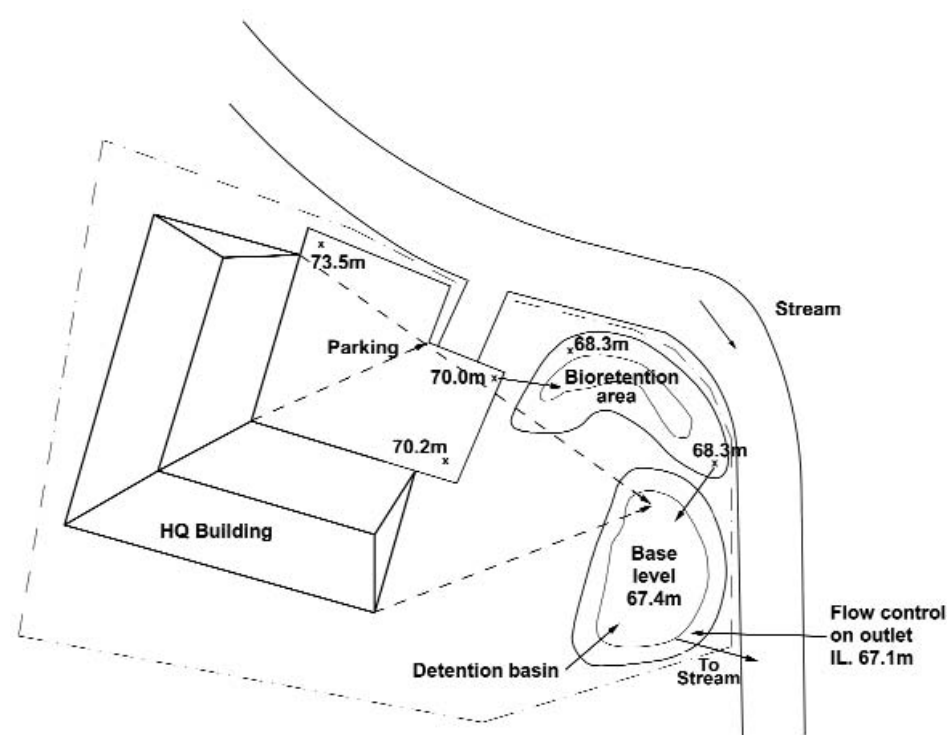 73.5m
Stream
Parking
68.3m
70.0m
Bioretention
area
70.2m
68.3m
HQ Building
Base
level
67.4m
Flow control
on outlet
IL. 67.1m
Detention basin
To
Stream